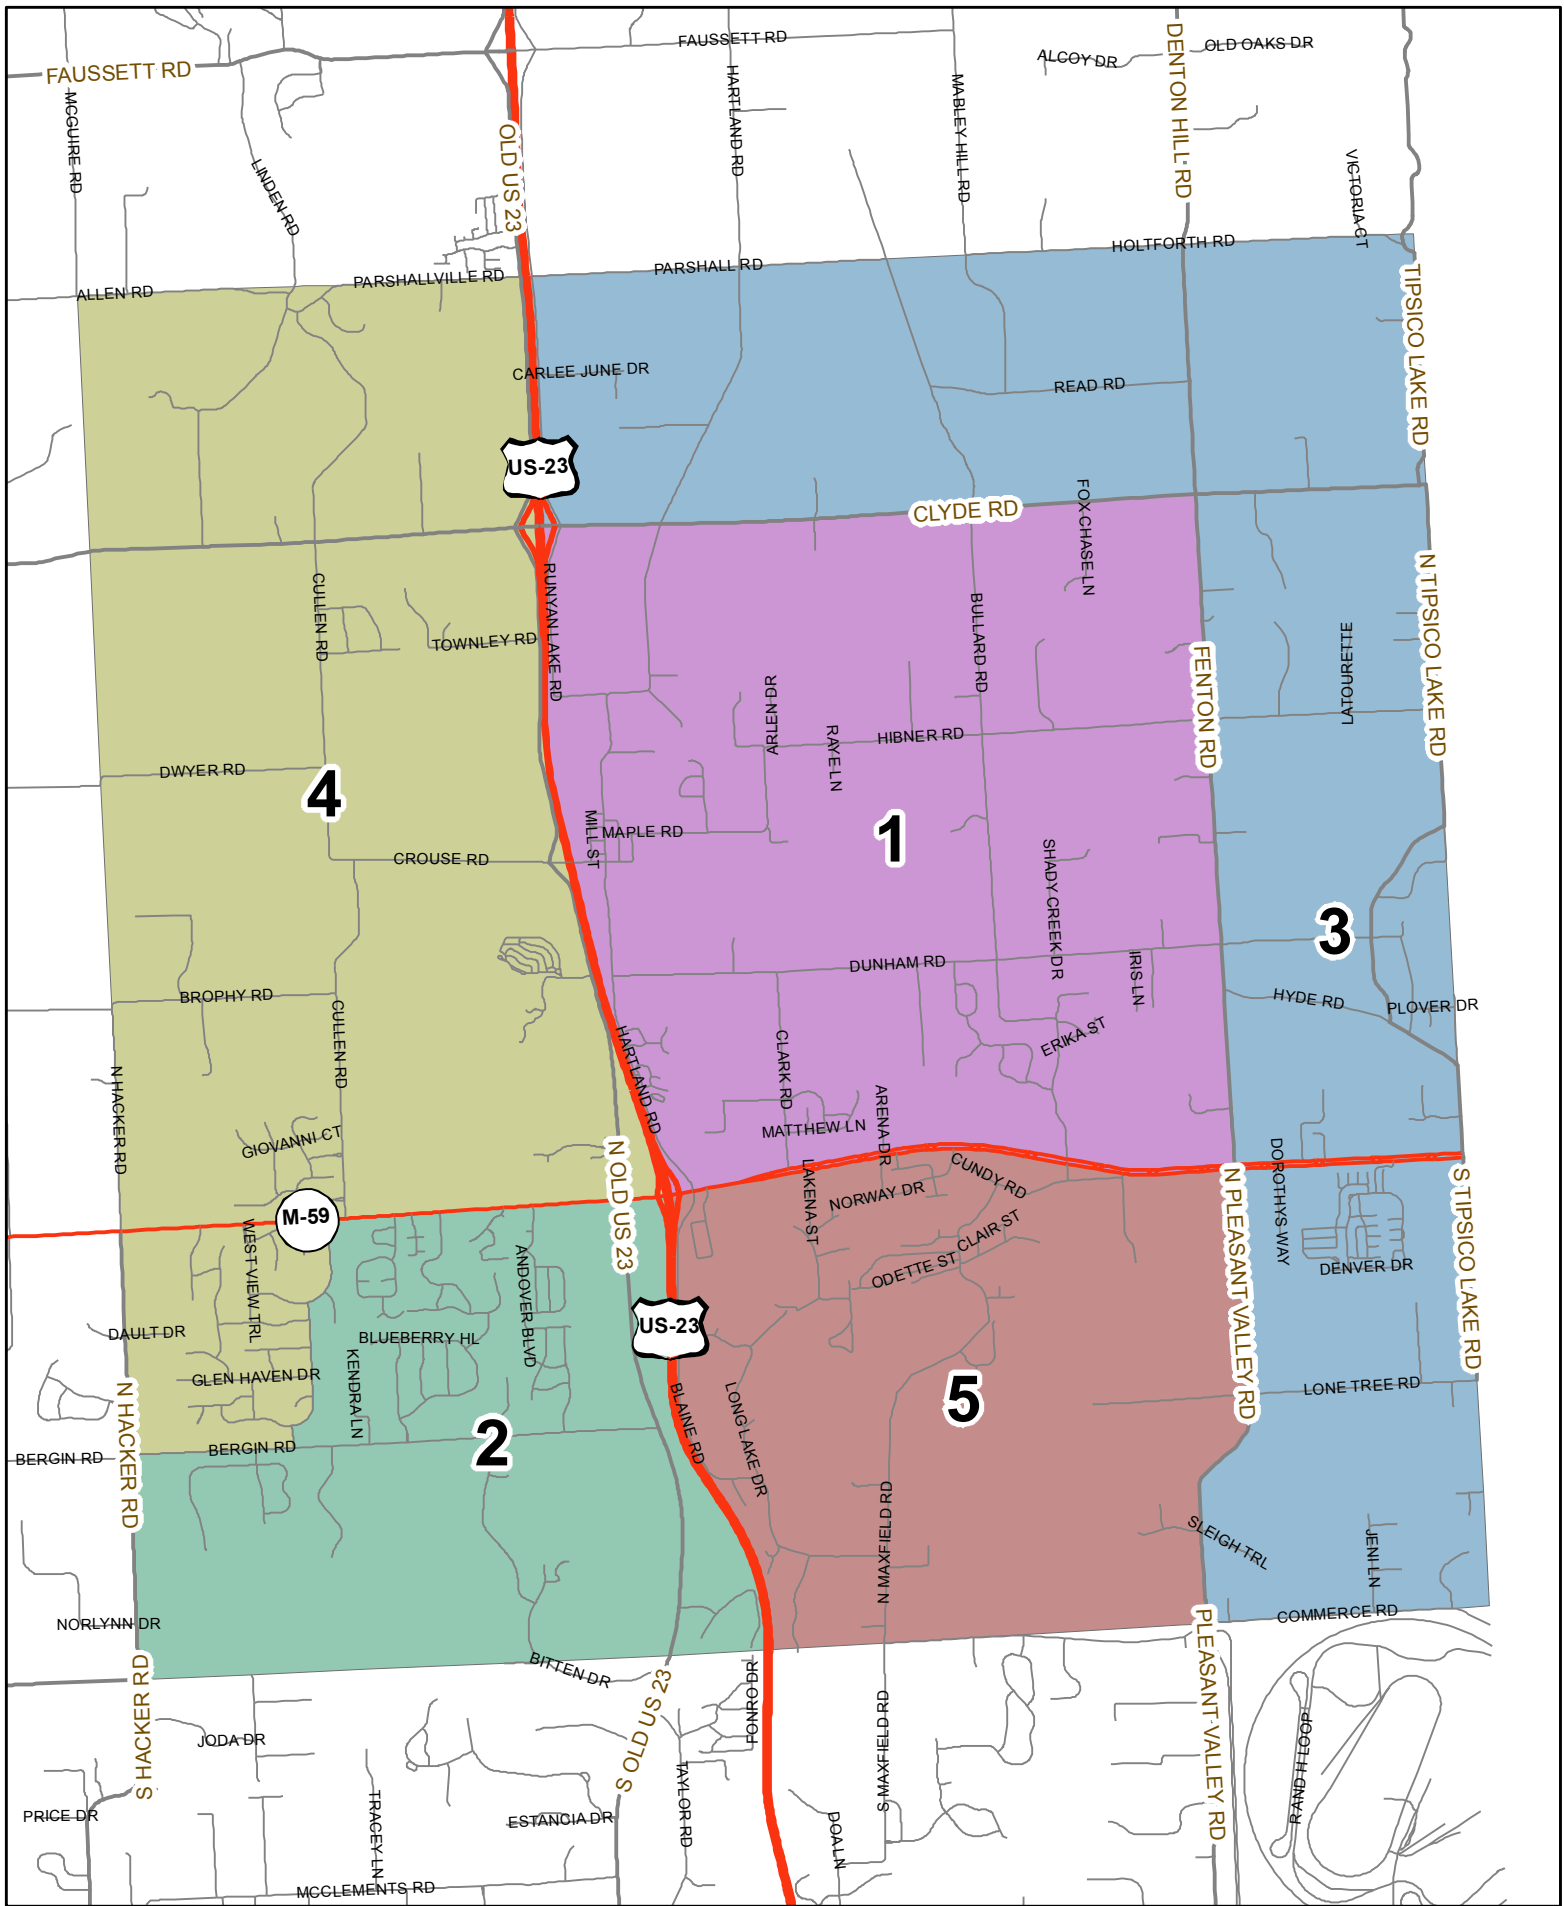 FAUSSETT RD
OLD OAKS DR
ALCOY DR
FAUSSETT RD
MCGUIRE RD
LINDEN RD
OLD US 23
HARTLAND RD
MABLEY HILL RD
DENTON HILL RD
VICTORIA CT
HOLTFORTH RD
PARSHALL RD
PARSHALLVILLE RD
ALLEN RD
TIPSICO LAKE RD
CARLEE JUNE DR
READ RD
US-23
CLYDE RD
FOX CHASE LN
N TIPSICO LAKE RD
CULLEN RD
RUNYAN LAKE RD
TOWNLEY RD
BULLARD RD
LATOURETTE
FENTON RD
ARLEN DR
RAYE LN
HIBNER RD
DWYER RD
4
1
MILL ST
MAPLE RD
CROUSE RD
SHADY CREEK DR
3
DUNHAM RD
IRIS LN
BROPHY RD
HYDE RD
PLOVER DR
CULLEN RD
HARTLAND RD
CLARK RD
ERIKA ST
N HACKER RD
ARENA DR
MATTHEW LN
GIOVANNI CT
N OLD US 23
LAKENA ST
CUNDY RD
NORWAY DR
DOROTHYS WAY
N PLEASANT VALLEY RD
S TIPSICO LAKE RD
M-59
WEST VIEW TRL
ANDOVER BLVD
CLAIR ST
ODETTE ST
DENVER DR
US-23
DAULT DR
BLUEBERRY HL
KENDRA LN
GLEN HAVEN DR
BLAINE RD
LONG LAKE DR
5
LONE TREE RD
N HACKER RD
2
BERGIN RD
BERGIN RD
N MAXFIELD RD
SLEIGH TRL
JENI LN
NORLYNN DR
COMMERCE RD
PLEASANT VALLEY RD
S HACKER RD
BITTEN DR
S OLD US 23
FONRO DR
S MAXFIELD RD
RAND H LOOP
JODA DR
TAYLOR RD
PRICE DR
TRACEY LN
ESTANCIA DR
DOA LN
MCCLEMENTS RD